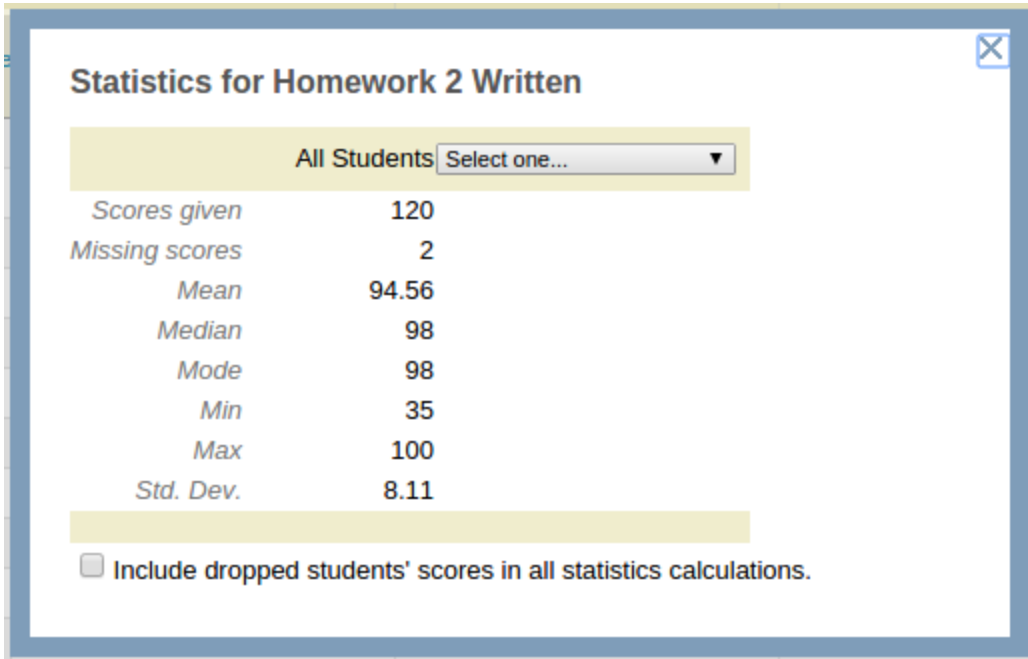 Statistics for Homework 2 Written
All Students Select one...
Scores given 120
Missing scores 2
Mean 94.56
Median 98
Mode 98
Min 35
Max 100
Std. Dev. 8.11
Include dropped students' scores in all statistics calculations.